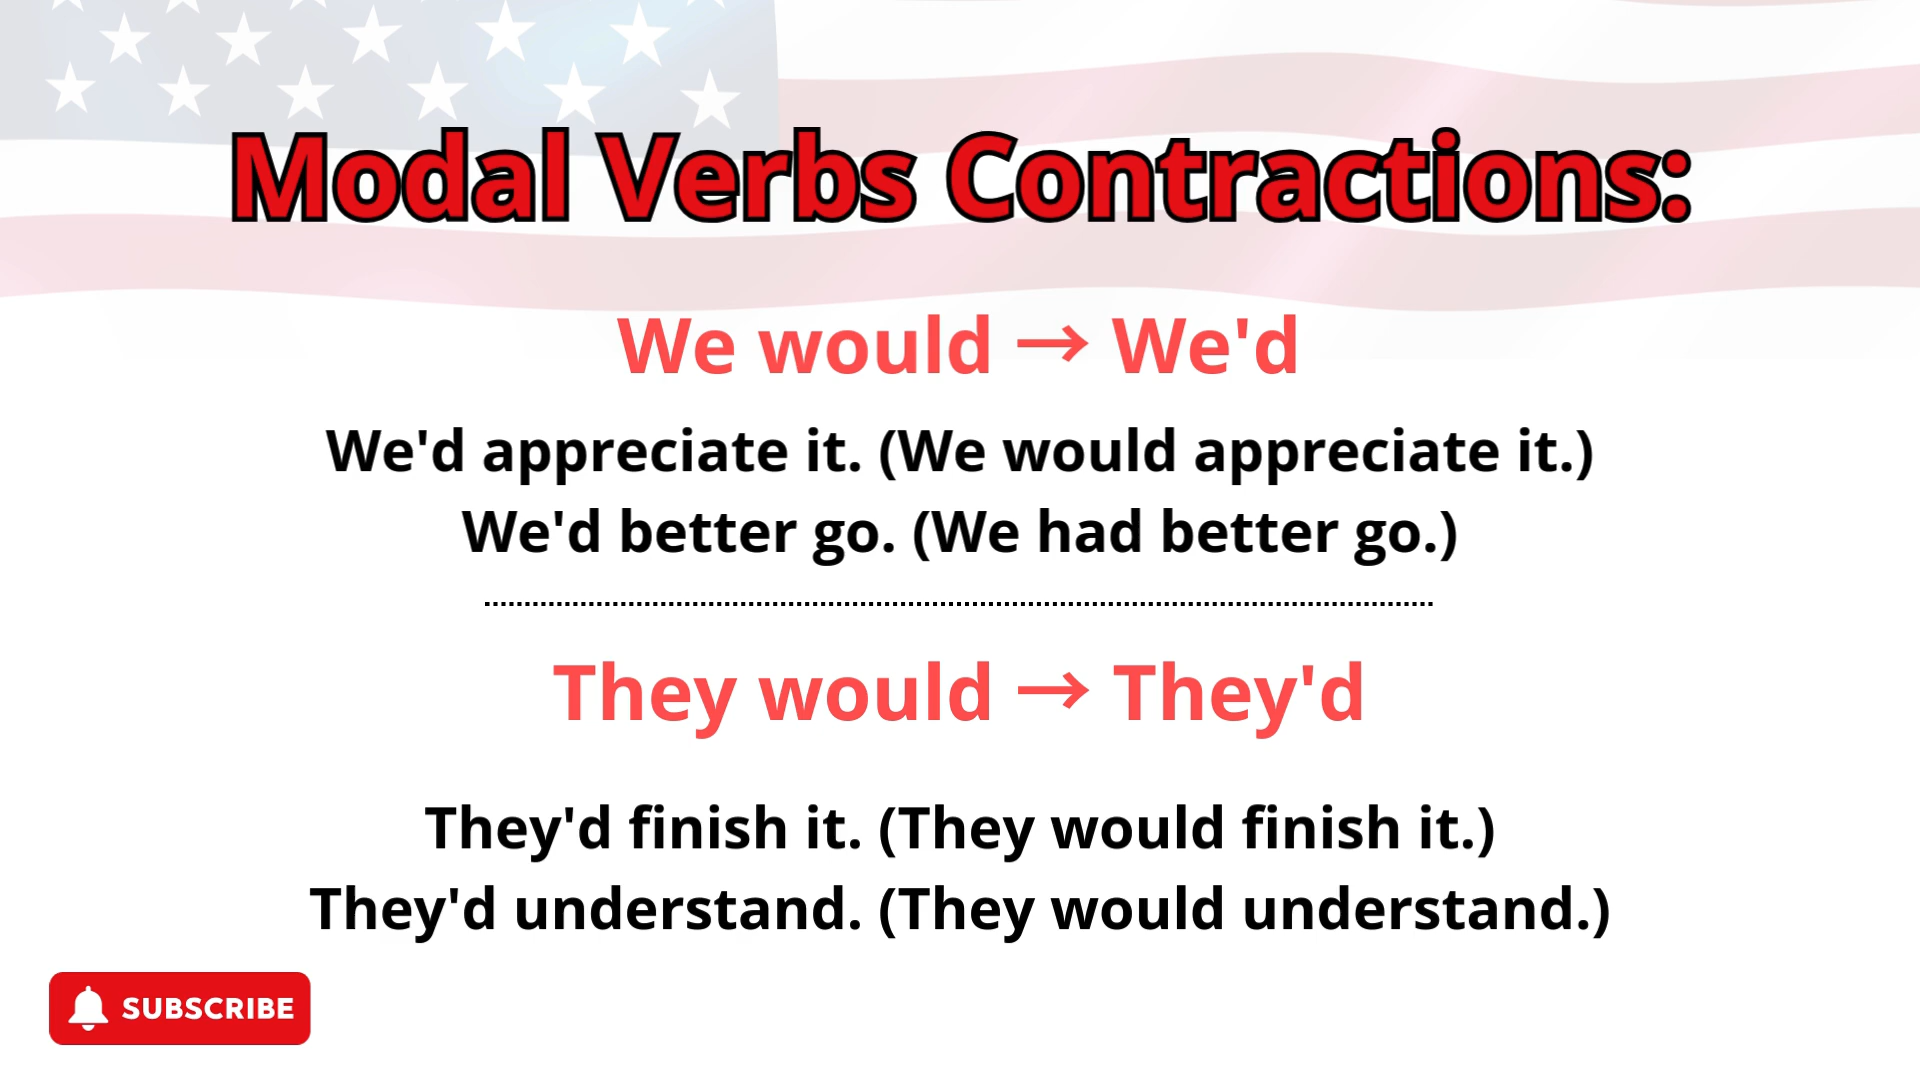 Modal Verbs Contractions:
We would → We'd
We'd appreciate it. (We would appreciate it.)
We'd better go. (We had better go.)
They would → They'd
They'd finish it. (They would finish it.)
They'd understand. (They would understand.)
SUBSCRIBE